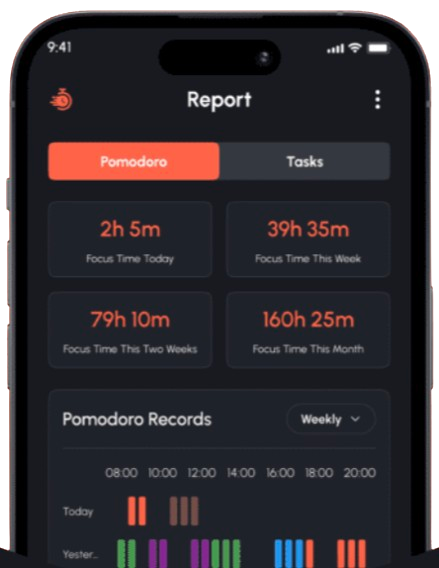 9:41
Report
Pomodoro Tasks
2h 5m 39h 35m
Focus Time Today Focus Time This Week
79h 10m 160h 25m
Focus Time This Two Weeks Focus Time This Month
Pomodoro Records Weekly
08:00 10:00 12:00 14:00 16:00 18:00 20:00
Today
Yester...